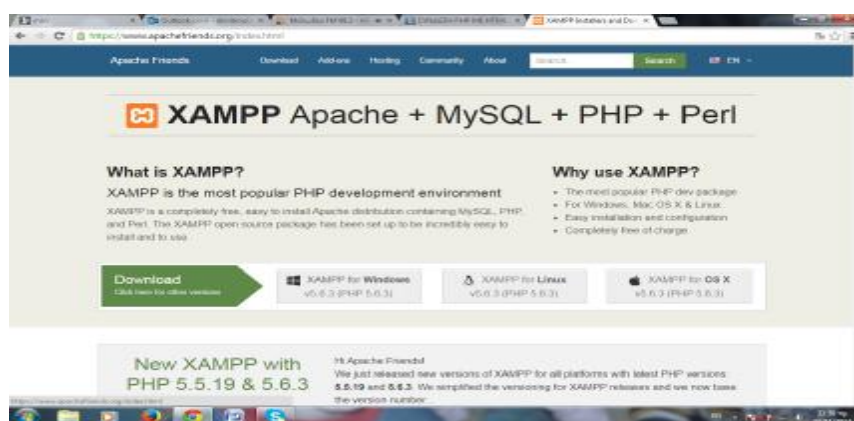 https://www.apachefriends.org/index.html
Apache Friends Download Add-ons Hosting Community About Search Search EN
XAMPP Apache + MySQL + PHP + Perl
What is XAMPP?
XAMPP is the most popular PHP development environment
XAMPP is a completely free, easy to install Apache distribution containing MySQL, PHP
and Perl. The XAMPP open source package has been set up to be incredibly easy to
install and to use.
Why use XAMPP?
The most popular PHP dev package
For Windows, Mac OS X & Linux
Easy installation and configuration
Completely free of charge
Download
Click here for other versions
XAMPP for Windows
v5.6.3 (PHP 5.6.3)
XAMPP for Linux
v5.6.3 (PHP 5.6.3)
XAMPP for OS X
v5.6.3 (PHP 5.6.3)
New XAMPP with
PHP 5.5.19 & 5.6.3
Hi Apache Friends!
We just released new versions of XAMPP for all platforms with latest PHP versions:
5.5.19 and 5.6.3. We simplified the versioning for XAMPP releases and we now base
the version number
https://www.apachefriends.org/index.html